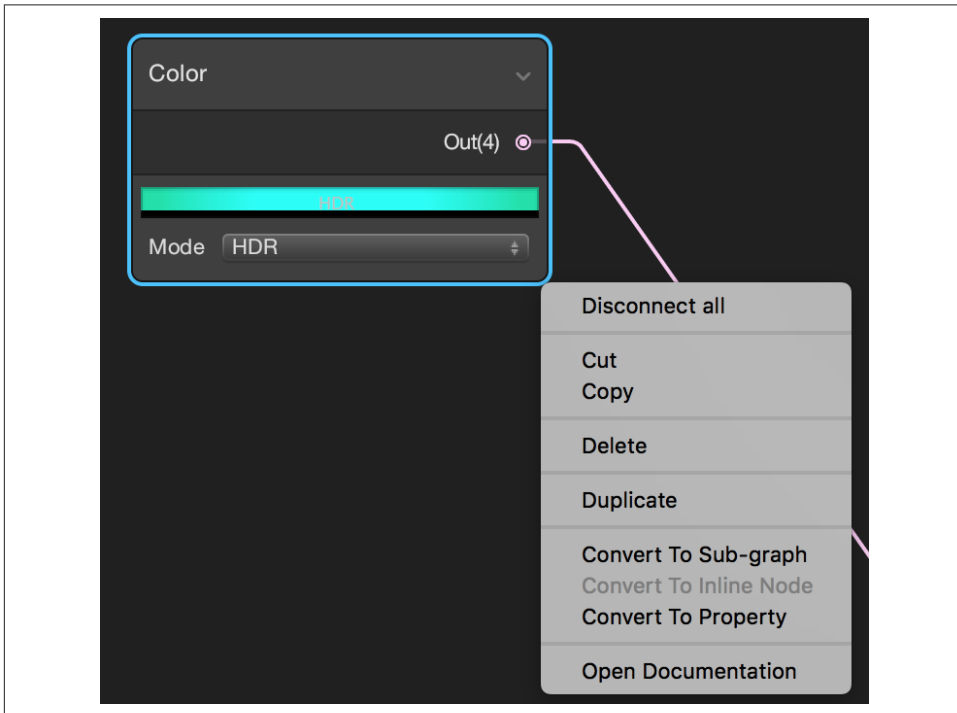 Color
Out(4)
HDR
Mode HDR
Disconnect all
Cut
Copy
Delete
Duplicate
Convert To Sub-graph
Convert To Inline Node
Convert To Property
Open Documentation